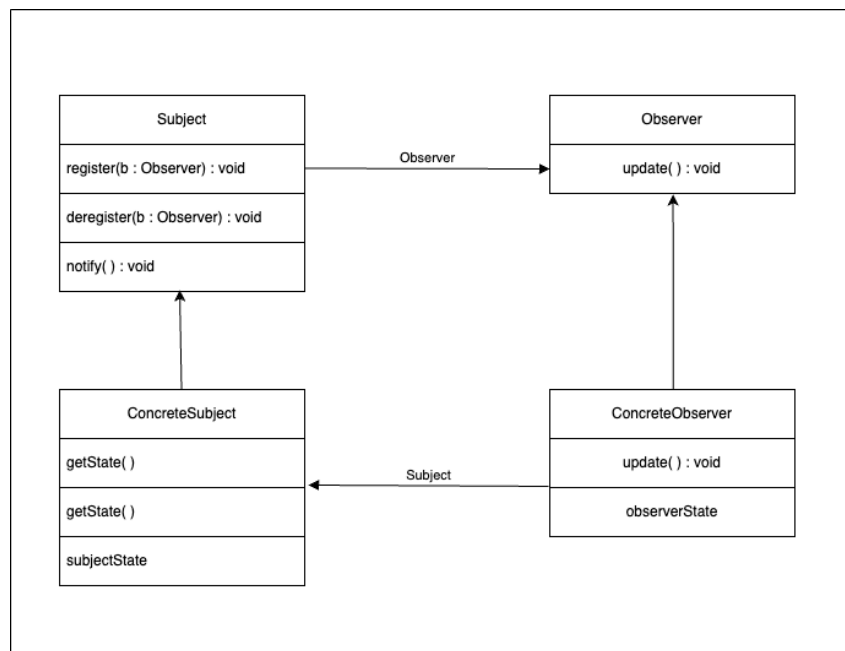 Subject
register(b : Observer) : void
deregister(b : Observer) : void
notify( ) : void
Observer
Observer
update( ) : void
ConcreteSubject
getState( )
getState( )
subjectState
Subject
ConcreteObserver
update( ) : void
observerState